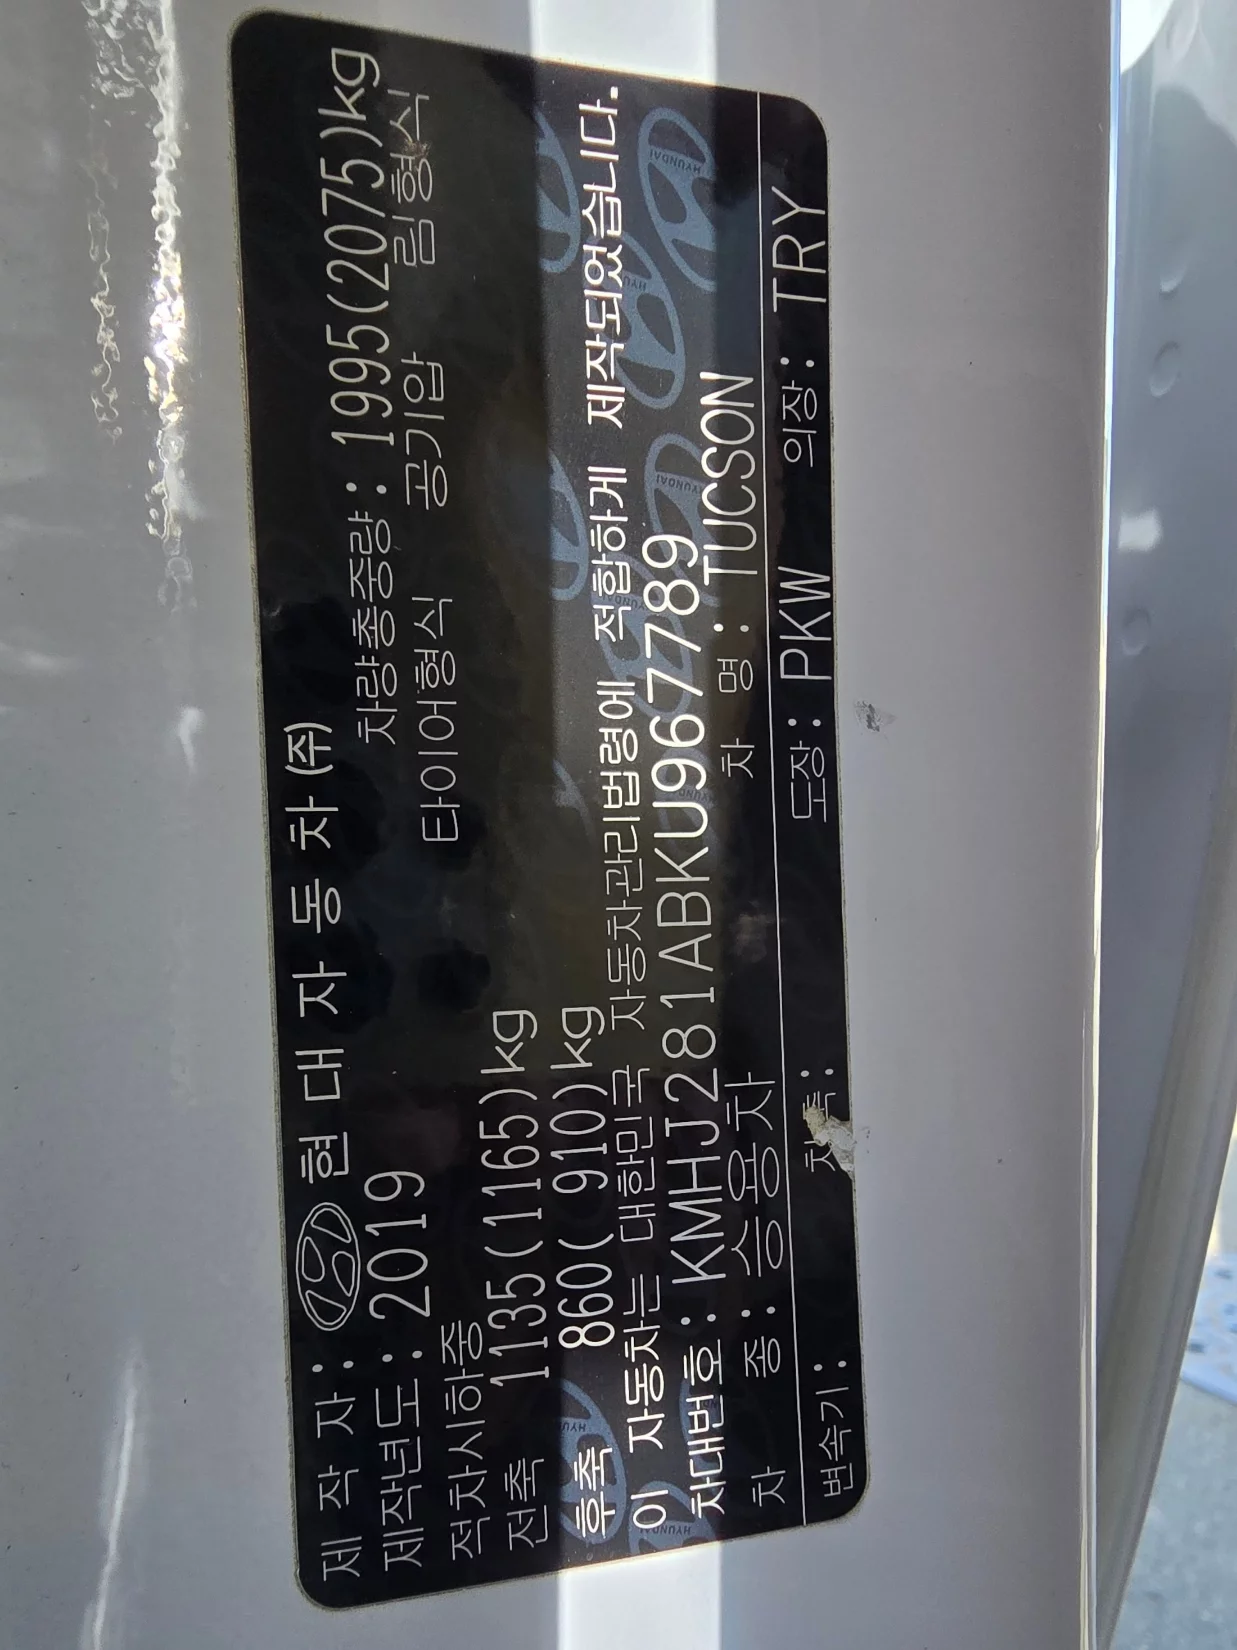 제 작 자 : 현 대 자 동 차 (주)
제작년도 : 2019 차량총중량 : 1995(2075)kg
적차시하중 타이어형식 공기압 림형식
전축 1135(1165)kg
후축 860( 910)kg
이 자동차는 대한민국 자동차관리법령에 적합하게 제작되었습니다.
차대번호 : KMHJ281ABKU967789
차 종 : 승용차 차 명 : TUCSON
변속기 : 차축 : 도장 : PKW 의장 : TRY